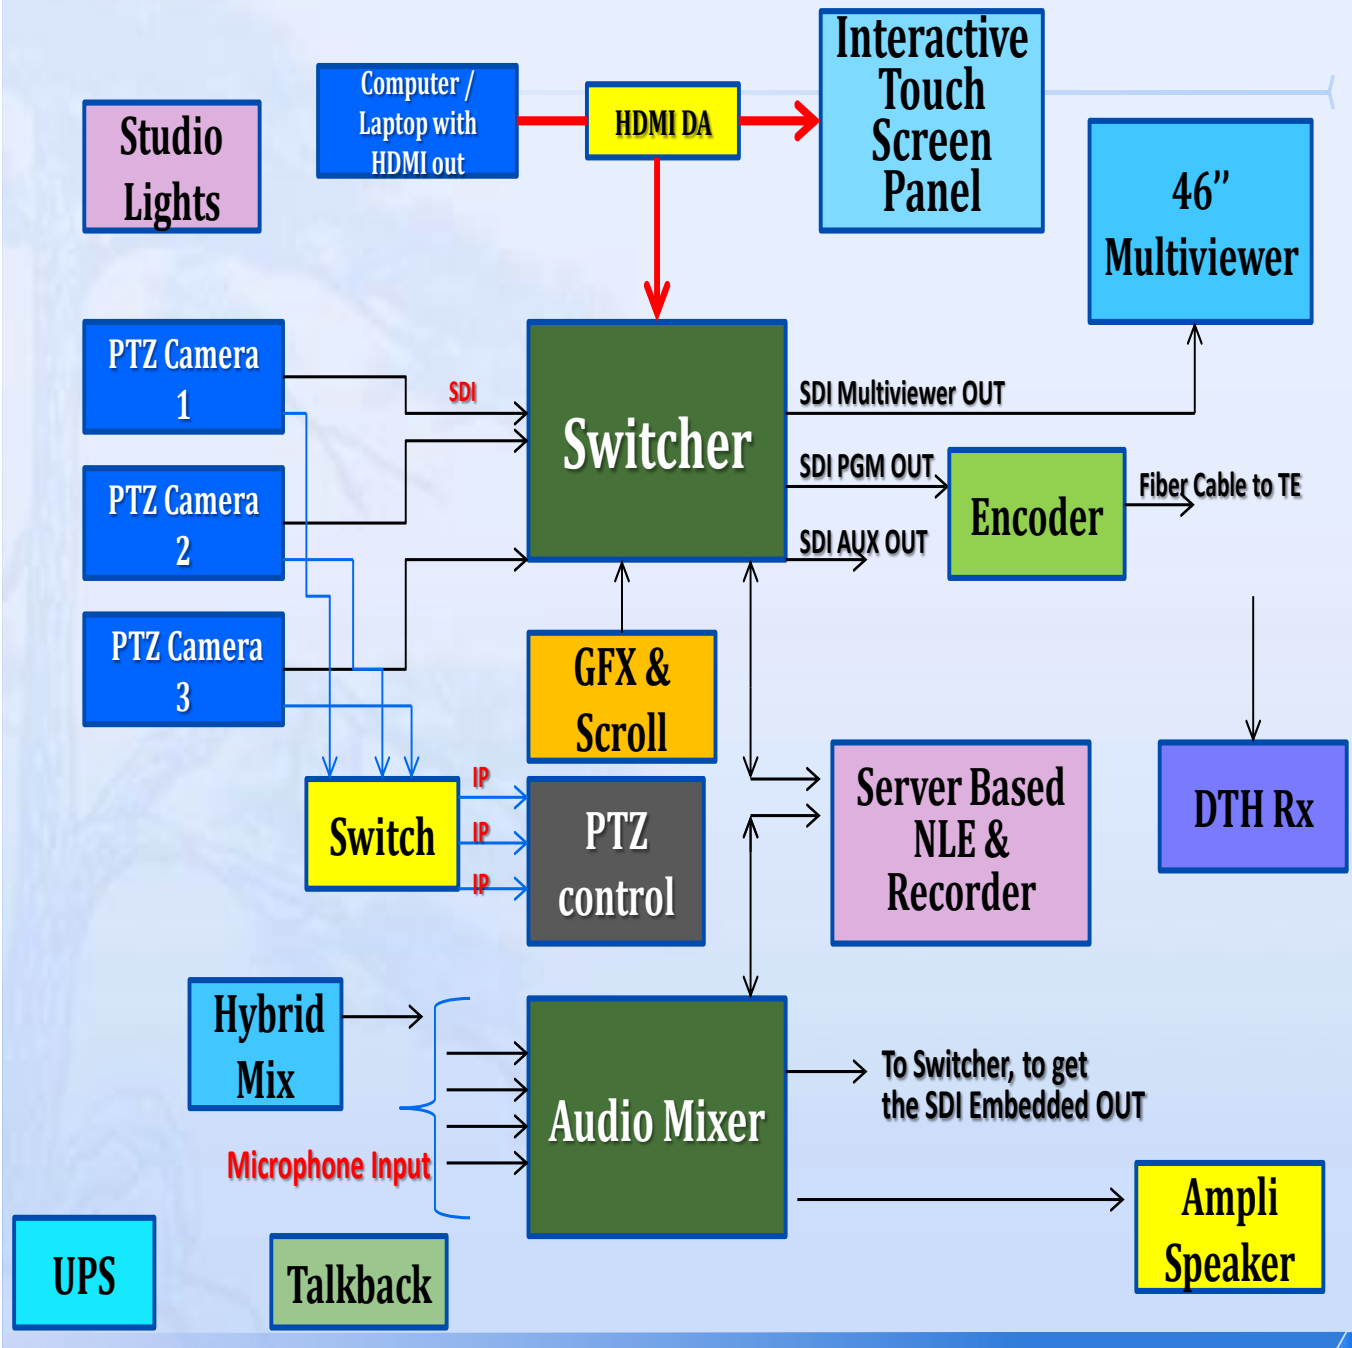 Interactive
Touch
Screen
Panel
Computer /
Laptop with
HDMI out
HDMI DA
Studio
Lights
46”
Multiviewer
PTZ Camera
1
SDI
Switcher
SDI Multiviewer OUT
SDI PGM OUT
SDI AUX OUT
Encoder
Fiber Cable to TE
PTZ Camera
2
PTZ Camera
3
GFX &
Scroll
Switch
IP
IP
IP
PTZ
control
Server Based
NLE &
Recorder
DTH Rx
Hybrid
Mix
Microphone Input
Audio Mixer
To Switcher, to get
the SDI Embedded OUT
Ampli
Speaker
UPS
Talkback